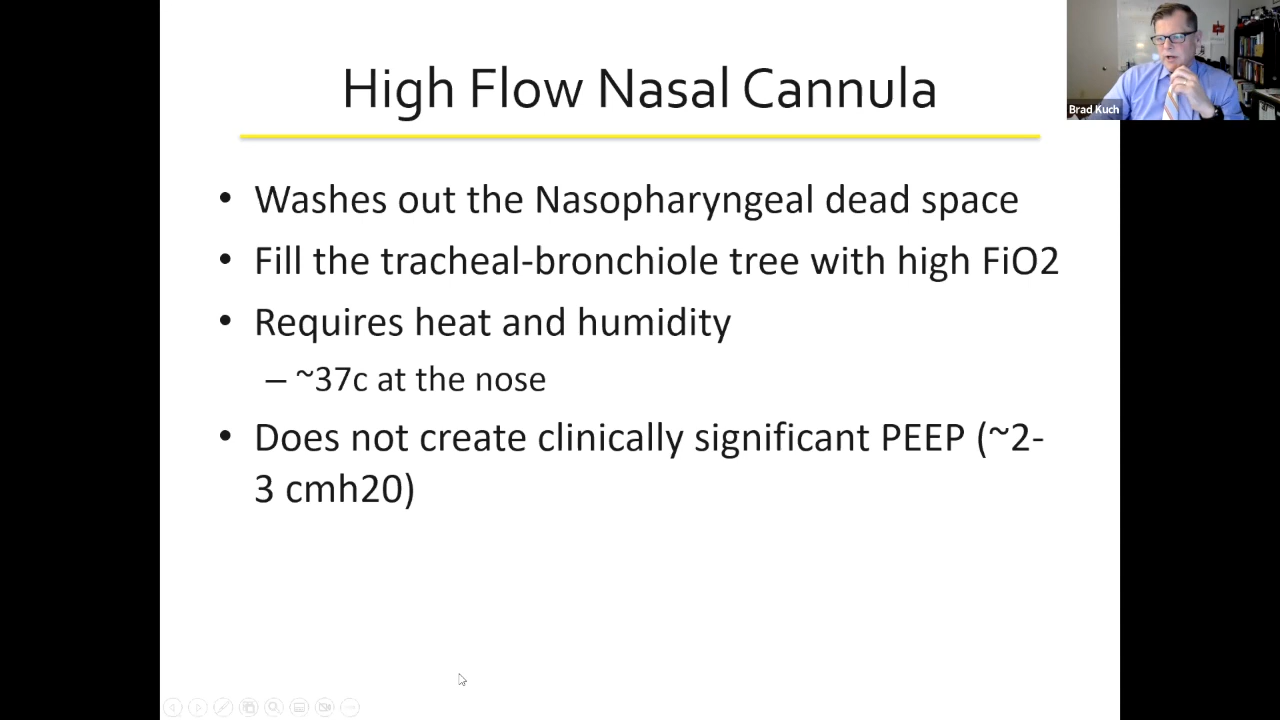 High Flow Nasal Cannula
Brad Kuch
• Washes out the Nasopharyngeal dead space
• Fill the tracheal-bronchiole tree with high FiO2
• Requires heat and humidity
– ~37c at the nose
• Does not create clinically significant PEEP (~2-
3 cmh20)